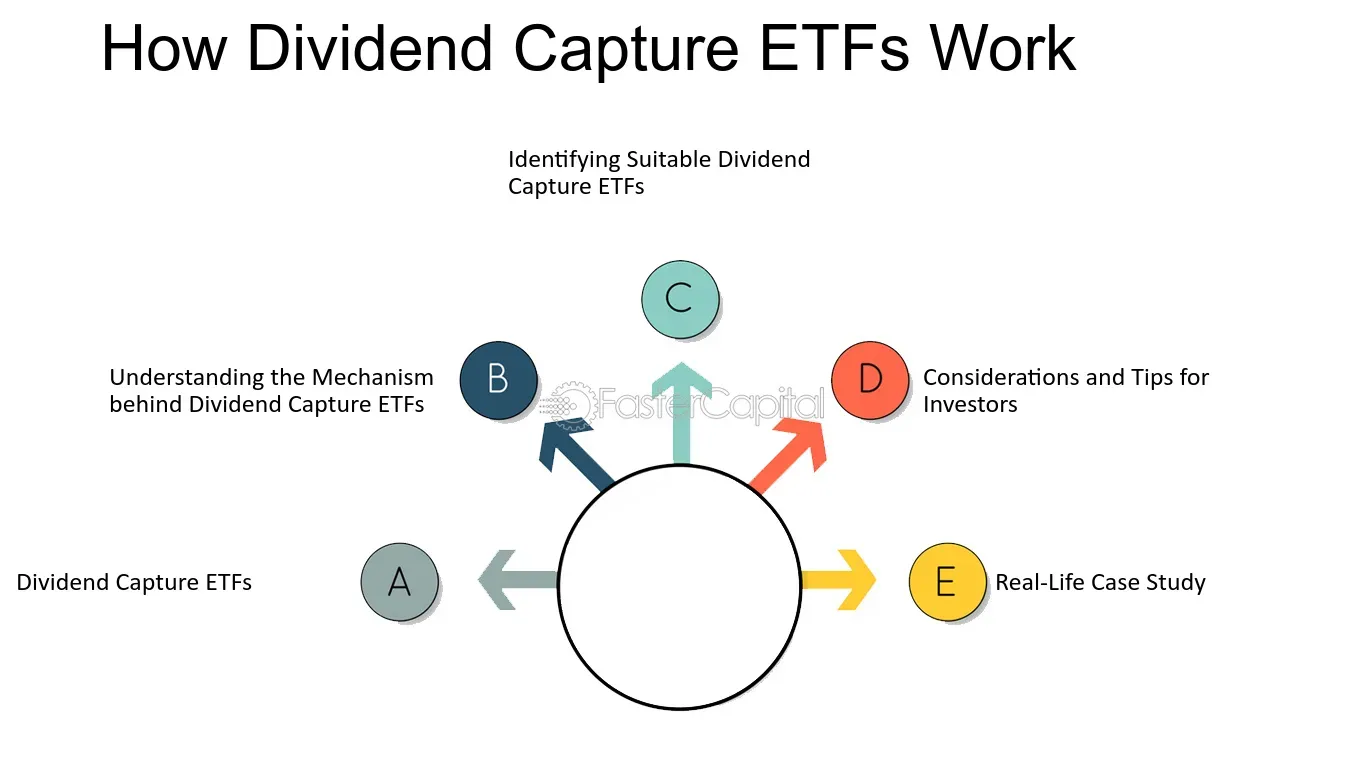 How Dividend Capture ETFs Work
Identifying Suitable Dividend
Capture ETFs
C
Understanding the Mechanism
behind Dividend Capture ETFs
B
FasterCapital
D
Considerations and Tips for
Investors
Dividend Capture ETFs
A
E
Real-Life Case Study